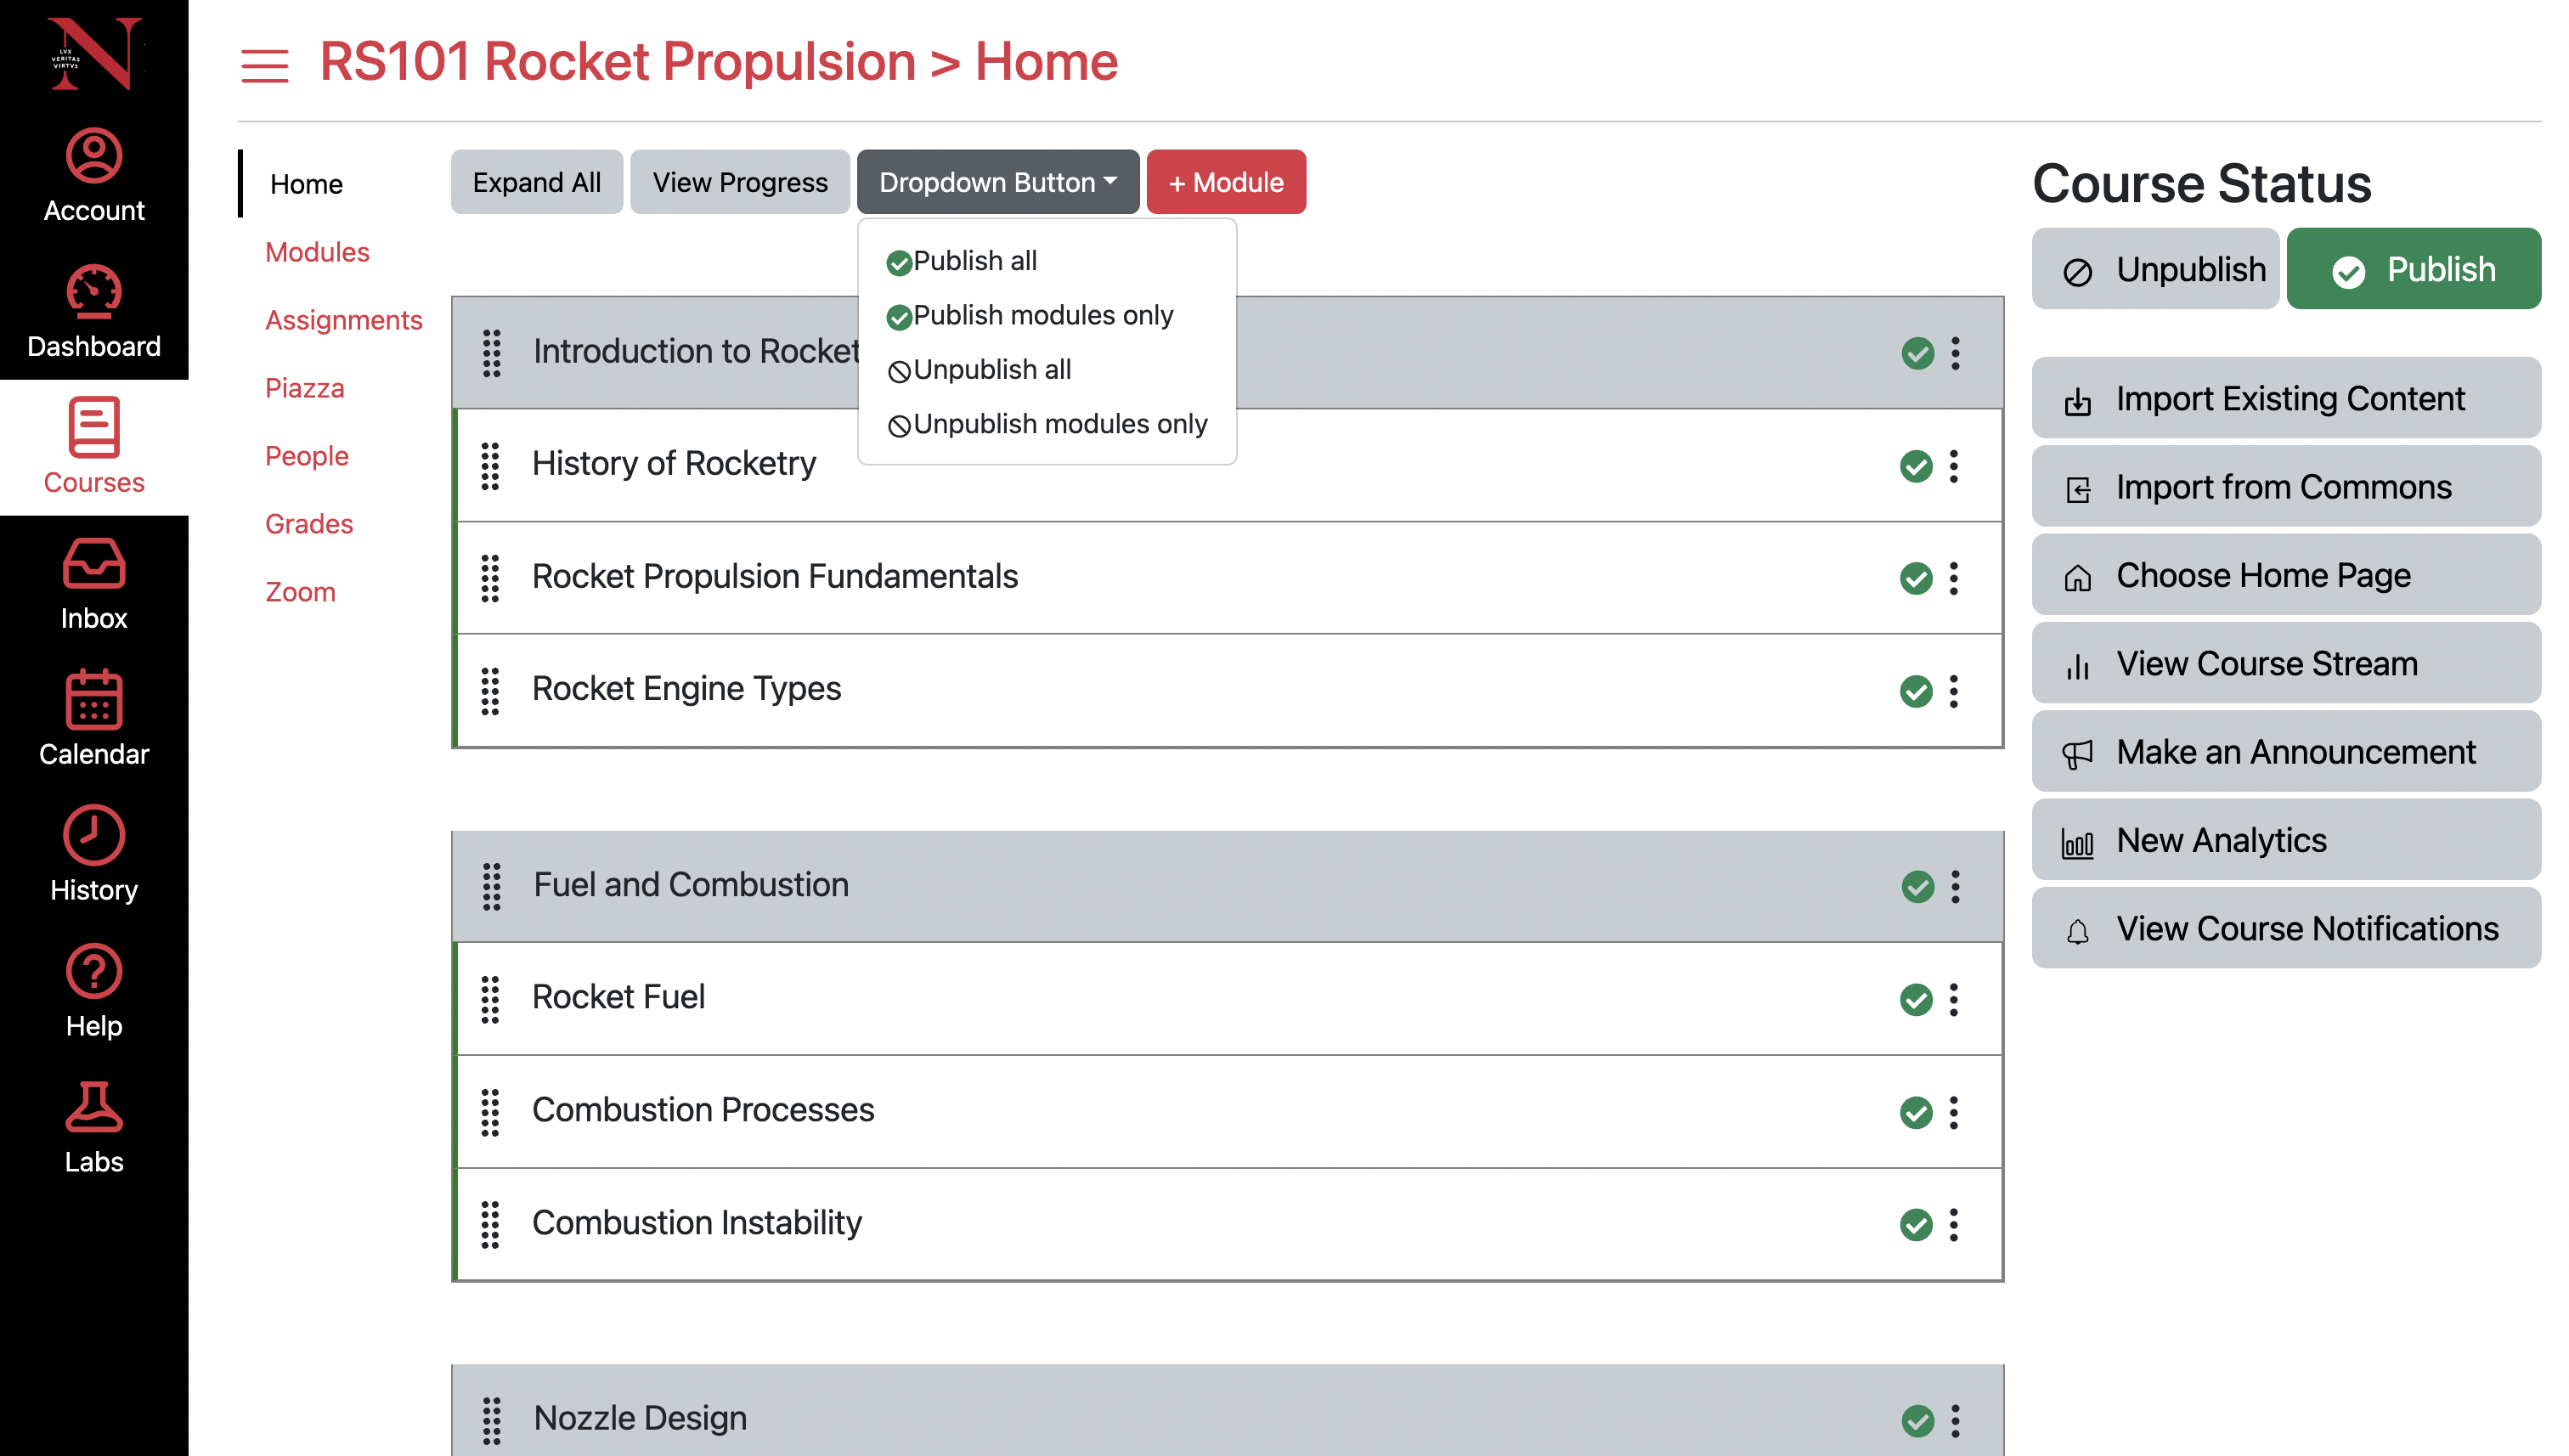 LVX
VERITAS
VIRTVS
Account
Dashboard
Courses
Inbox
Calendar
History
Help
Labs
RS101 Rocket Propulsion > Home
Home
Modules
Assignments
Piazza
People
Grades
Zoom
Expand All
View Progress
Dropdown Button
+ Module
Publish all
Publish modules only
Unpublish all
Unpublish modules only
Introduction to Rocket
History of Rocketry
Rocket Propulsion Fundamentals
Rocket Engine Types
Fuel and Combustion
Rocket Fuel
Combustion Processes
Combustion Instability
Nozzle Design
Course Status
Unpublish
Publish
Import Existing Content
Import from Commons
Choose Home Page
View Course Stream
Make an Announcement
New Analytics
View Course Notifications